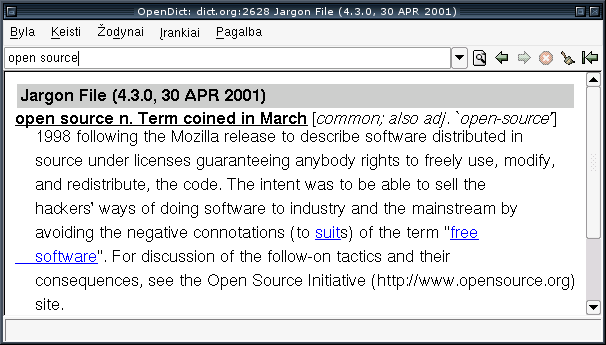 OpenDict: dict.org:2628 Jargon File (4.3.0, 30 APR 2001)
Byla Keisti Žodynai Įrankiai Pagalba
open source
Jargon File (4.3.0, 30 APR 2001)
open source n. Term coined in March [common; also adj. `open-source']
1998 following the Mozilla release to describe software distributed in
source under licenses guaranteeing anybody rights to freely use, modify,
and redistribute, the code. The intent was to be able to sell the
hackers' ways of doing software to industry and the mainstream by
avoiding the negative connotations (to suits) of the term "free
software". For discussion of the follow-on tactics and their
consequences, see the Open Source Initiative (http://www.opensource.org)
site.